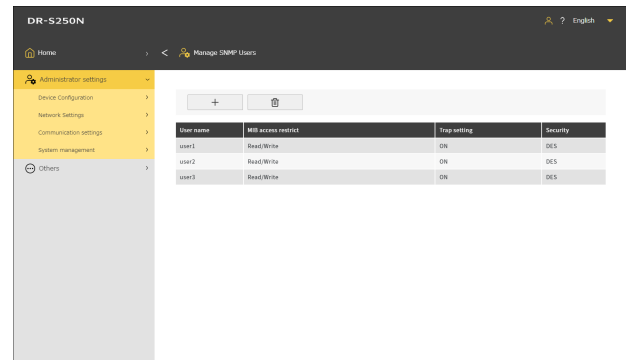 DR-S250N
? English
Home
< Manage SNMP Users
Administrator settings
Device Configuration
Network Settings
Communication settings
System management
Others
User name MIB access restrict Trap setting Security
user1 Read/Write ON DES
user2 Read/Write ON DES
user3 Read/Write ON DES